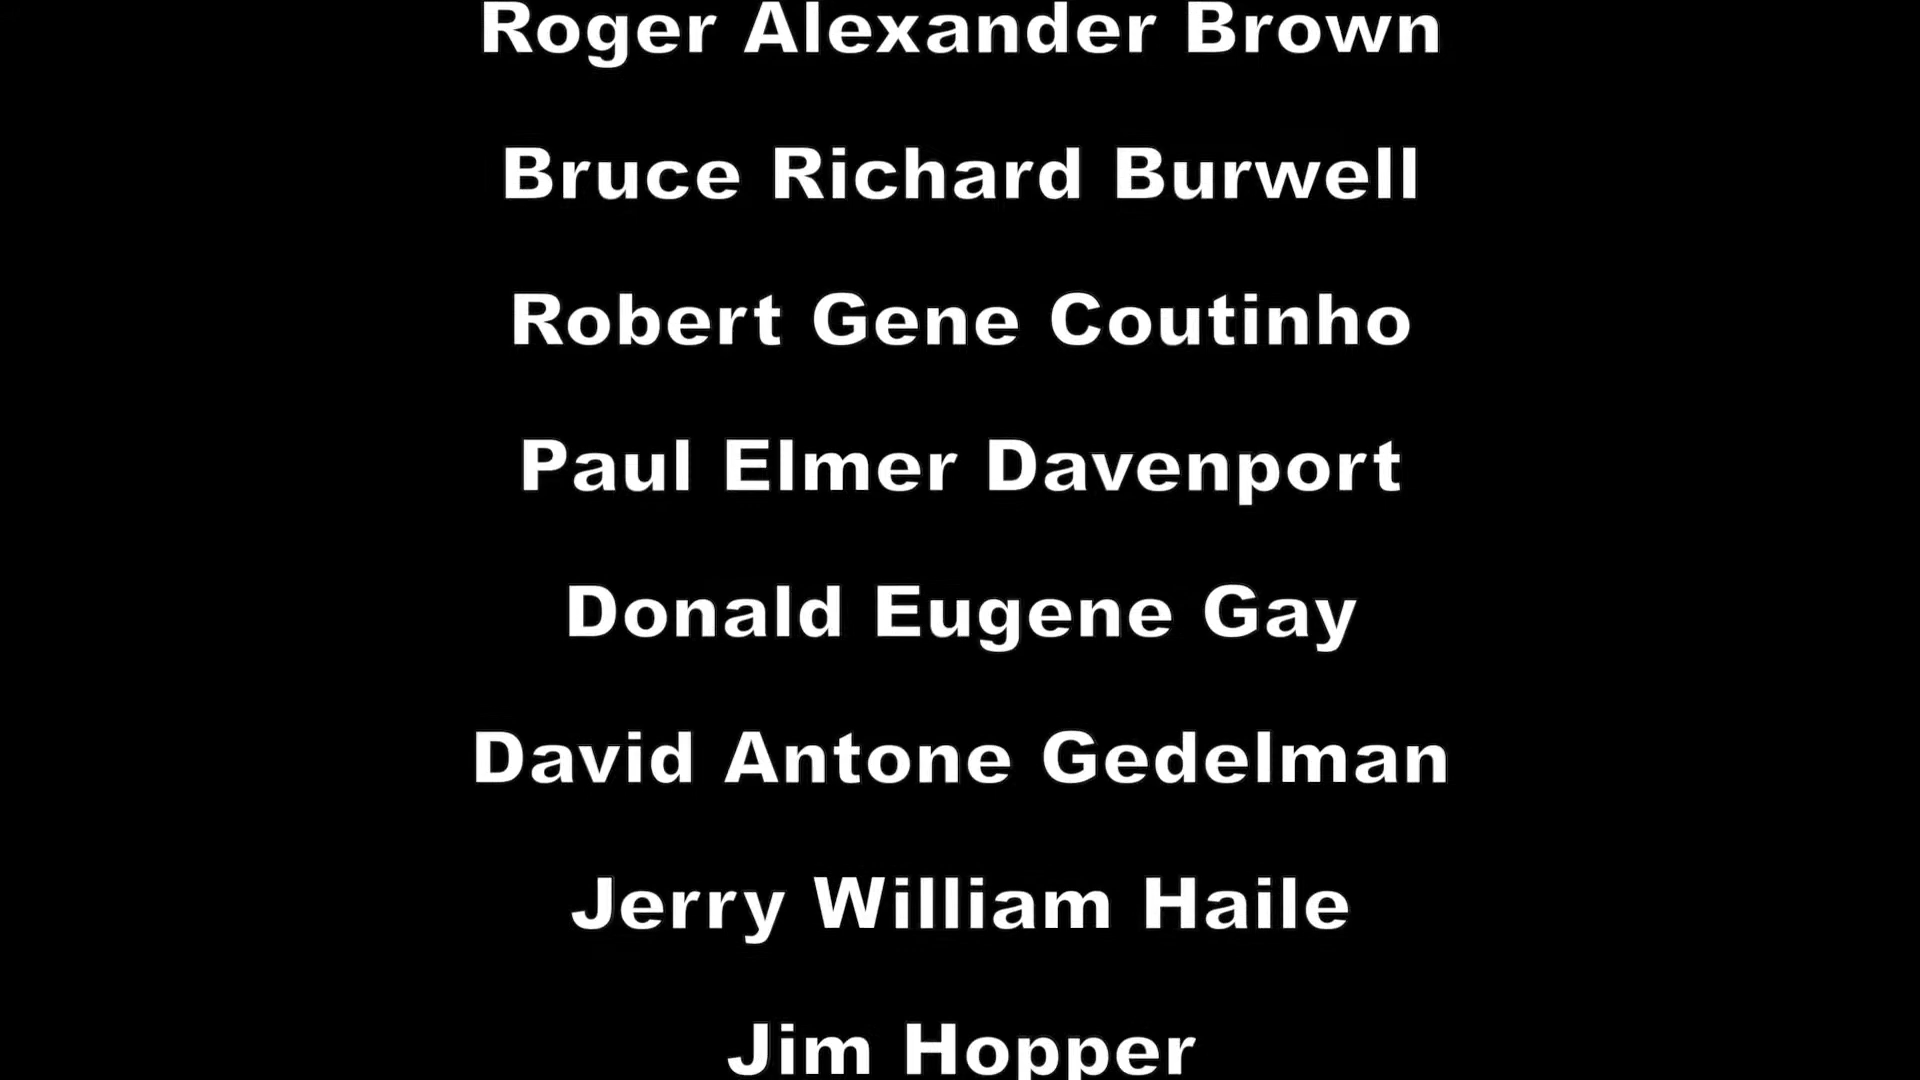 Roger Alexander Brown
Bruce Richard Burwell
Robert Gene Coutinho
Paul Elmer Davenport
Donald Eugene Gay
David Antone Gedelman
Jerry William Haile
Jim Hopper